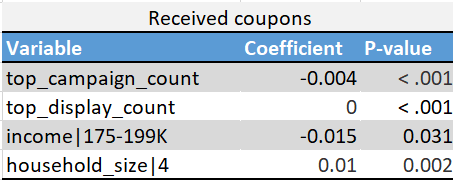 Received coupons
Variable Coefficient P-value
top_campaign_count -0.004 < .001
top_display_count 0 < .001
income|175-199K -0.015 0.031
household_size|4 0.01 0.002